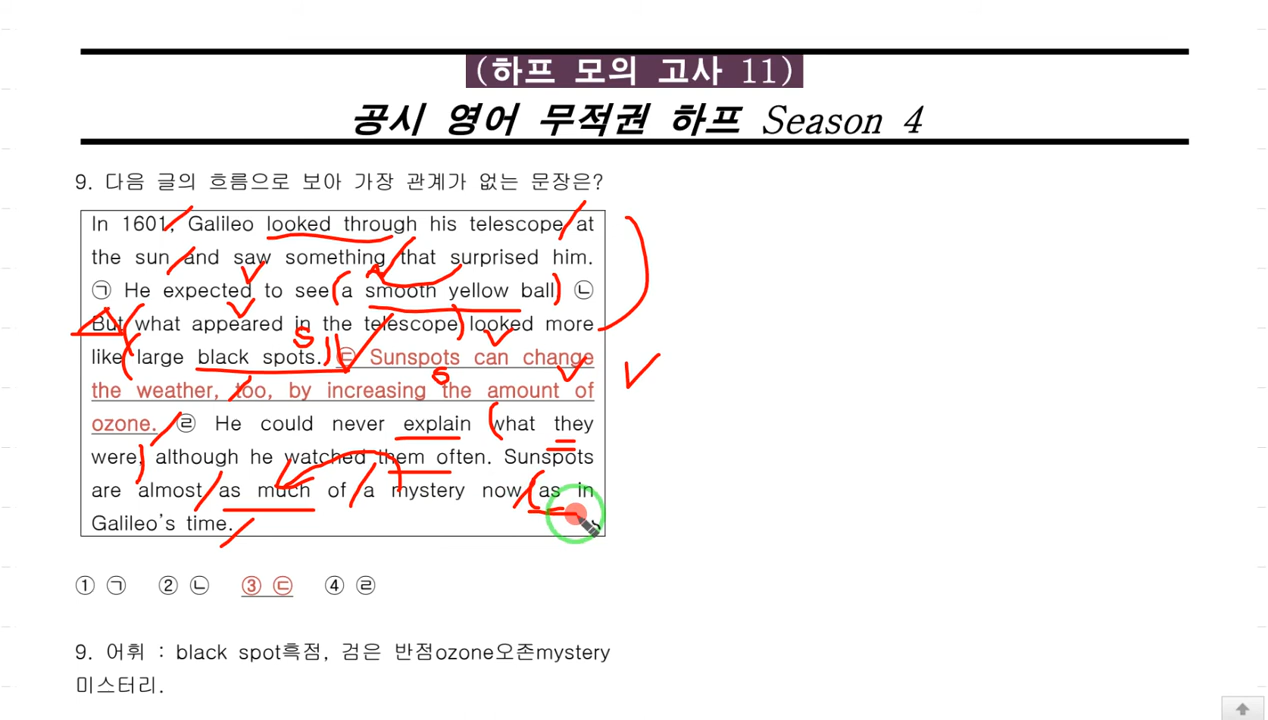 (하프 모의 고사 11)
공시 영어 무적권 하프 Season 4
9. 다음 글의 흐름으로 보아 가장 관계가 없는 문장은?
In 1601, Galileo looked through his telescope at
the sun and saw something that surprised him.
㉠ He expected to see a smooth yellow ball ㉡
But what appeared in the telescope looked more
like large black spots. ㉢ Sunspots can change
the weather, too, by increasing the amount of
ozone. ㉣ He could never explain what they
were, although he watched them often. Sunspots
are almost as much of a mystery now as in
Galileo's time.
① ㉠ ② ㉡ ③ ㉢ ④ ㉣
9. 어휘 : black spot흑점, 검은 반점ozone오존mystery
미스터리.